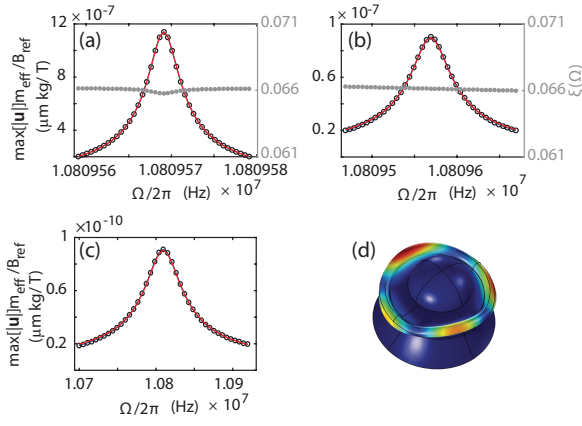 12 × 10⁻⁷
(a)
8
4
max[|u|]m_eff/B_ref
(μm kg/T)
0.071
0.066
0.061
1.080956
1.080957
1.080958
Ω/2π (Hz) × 10⁷
1 × 10⁻⁷
(b)
0.6
0.2
0.071
0.066
0.061
ξ(Ω)
1.08095
1.08096
7
Ω/2π (Hz) × 10
1 × 10⁻¹⁰
(c)
0.6
0.2
max[|u|]m_eff/B_ref
(μm kg/T)
1.07
1.08
1.09
Ω/2π (Hz) × 10⁷
(d)